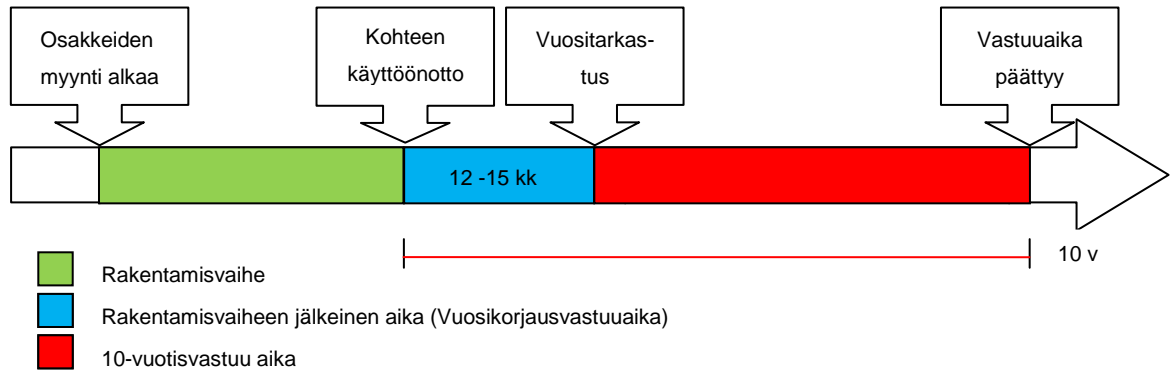 Osakkeiden
myynti alkaa
Kohteen
käyttöönotto
Vuositarkas-
tus
Vastuuaika
päättyy
12 -15 kk
10 v
Rakentamisvaihe
Rakentamisvaiheen jälkeinen aika (Vuosikorjausvastuuaika)
10-vuotisvastuu aika